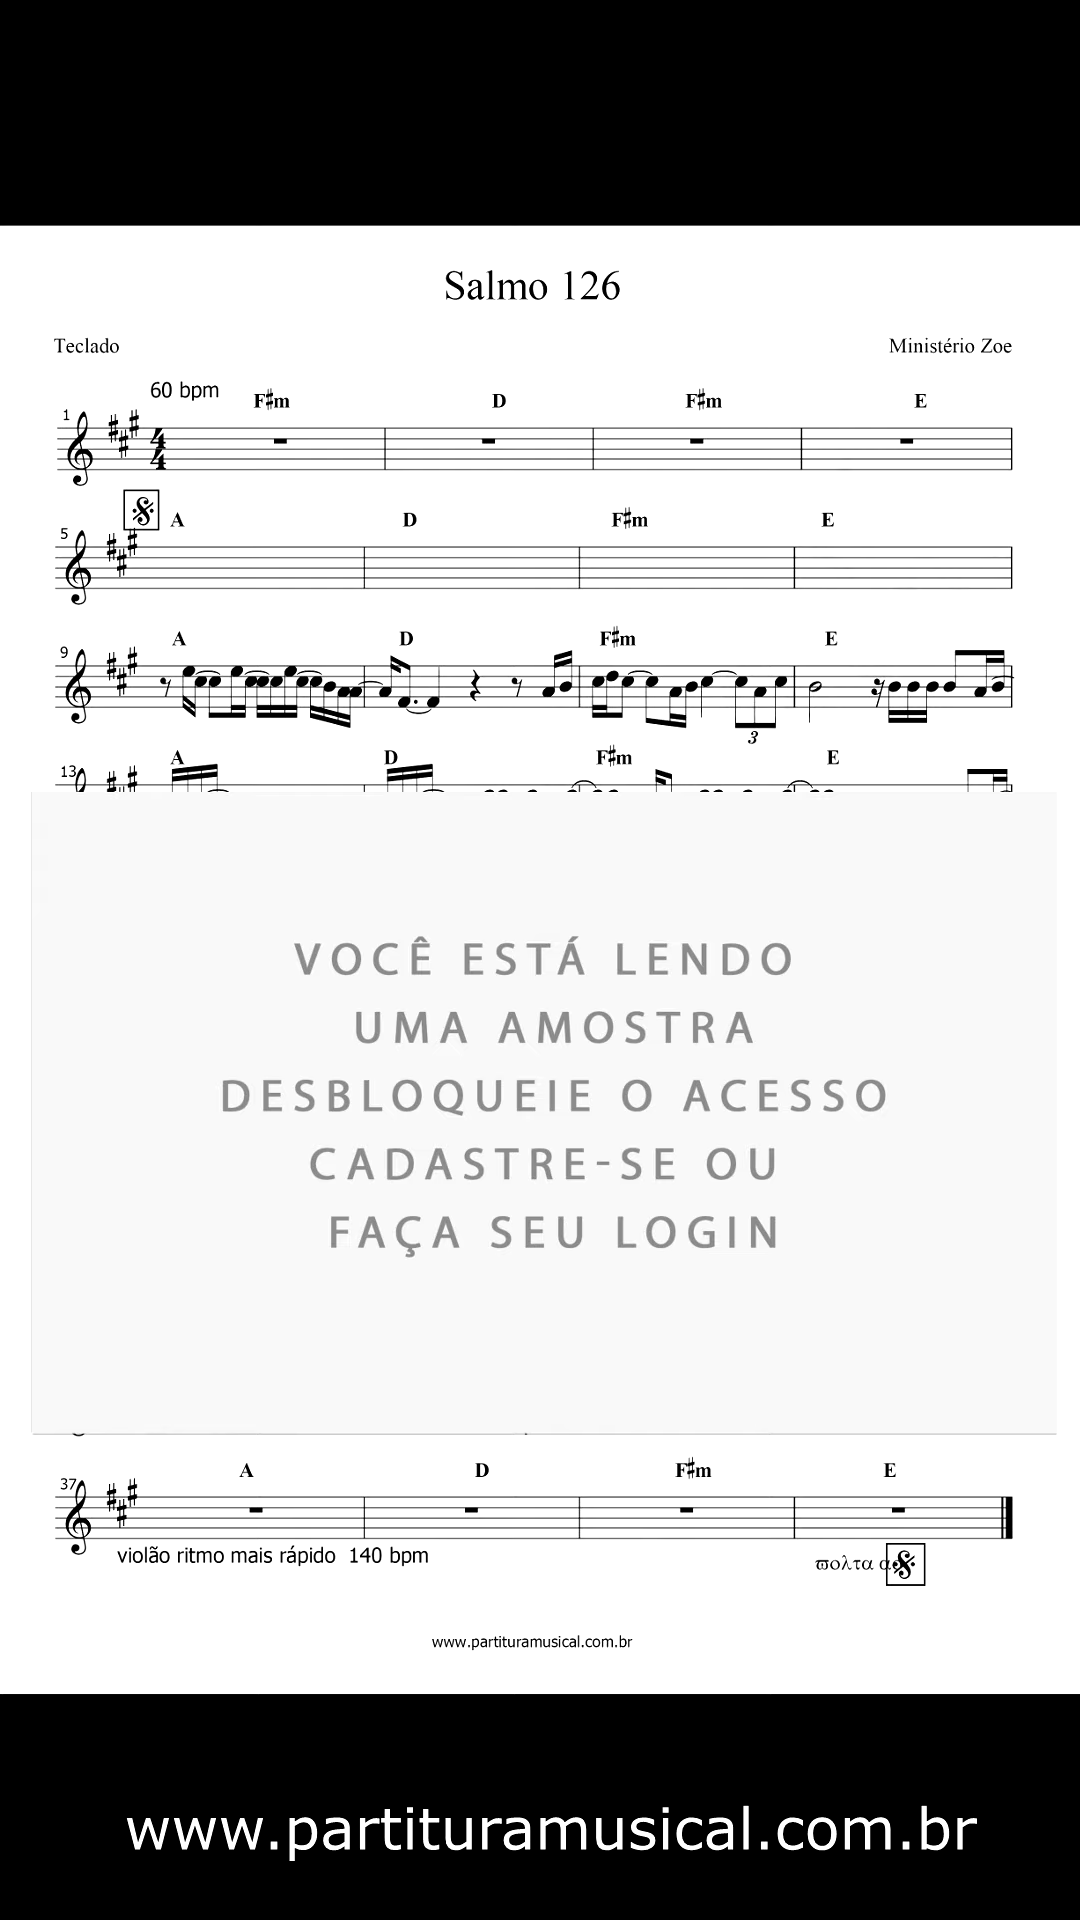 Salmo 126
Teclado Ministério Zoe
60 bpm
F#m D F#m E
1
4
4
A D F#m E
5
A D F#m E
9
3
A D F#m E
13
VOCÊ ESTÁ LENDO
UMA AMOSTRA
DESBLOQUEIE O ACESSO
CADASTRE-SE OU
FAÇA SEU LOGIN
A D F#m E
37
violão ritmo mais rápido 140 bpm
ϖολτα
www.partituramusical.com.br
www.partituramusical.com.br